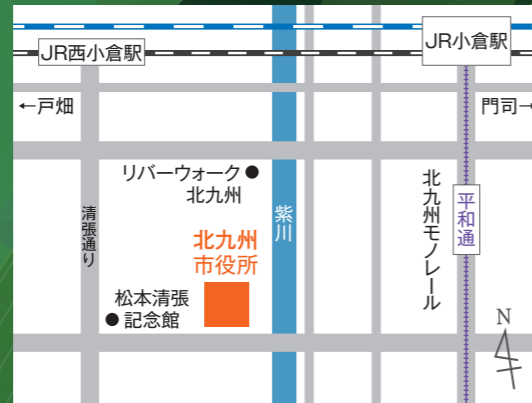 JR西小倉駅
JR小倉駅
←戸畑
門司→
リバーウォーク
北九州
清張通り
紫川
北九州モノレール
平和通
北九州
市役所
松本清張
記念館
N